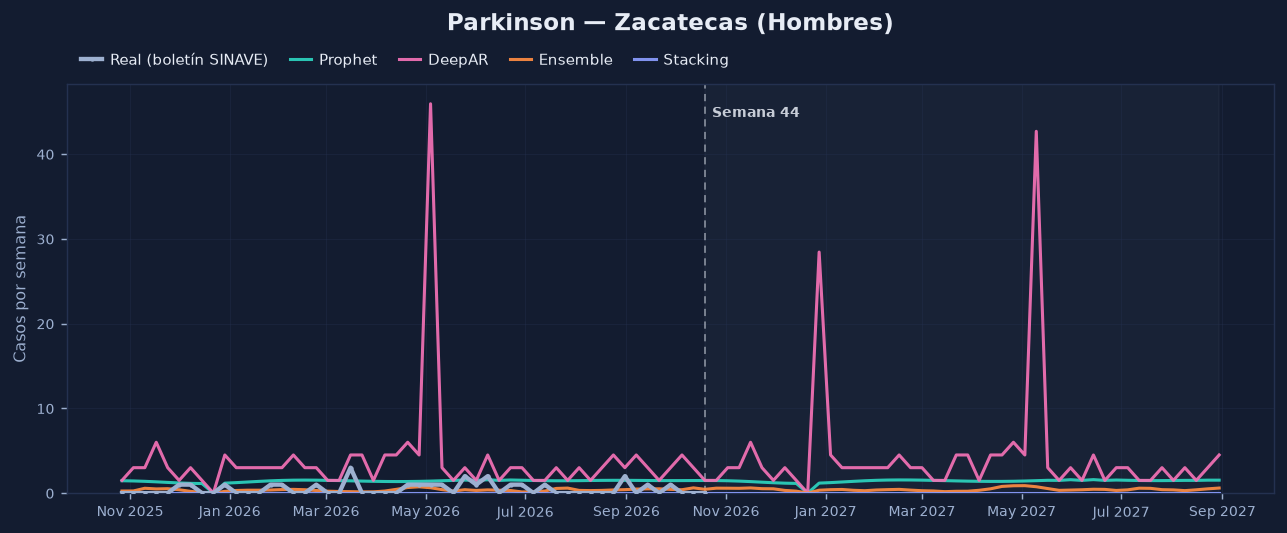 Parkinson — Zacatecas (Hombres)
Real (boletín SINAVE) Prophet DeepAR Ensemble Stacking
Semana 44
Casos por semana
40
30
20
10
0
Nov 2025 Jan 2026 Mar 2026 May 2026 Jul 2026 Sep 2026 Nov 2026 Jan 2027 Mar 2027 May 2027 Jul 2027 Sep 2027